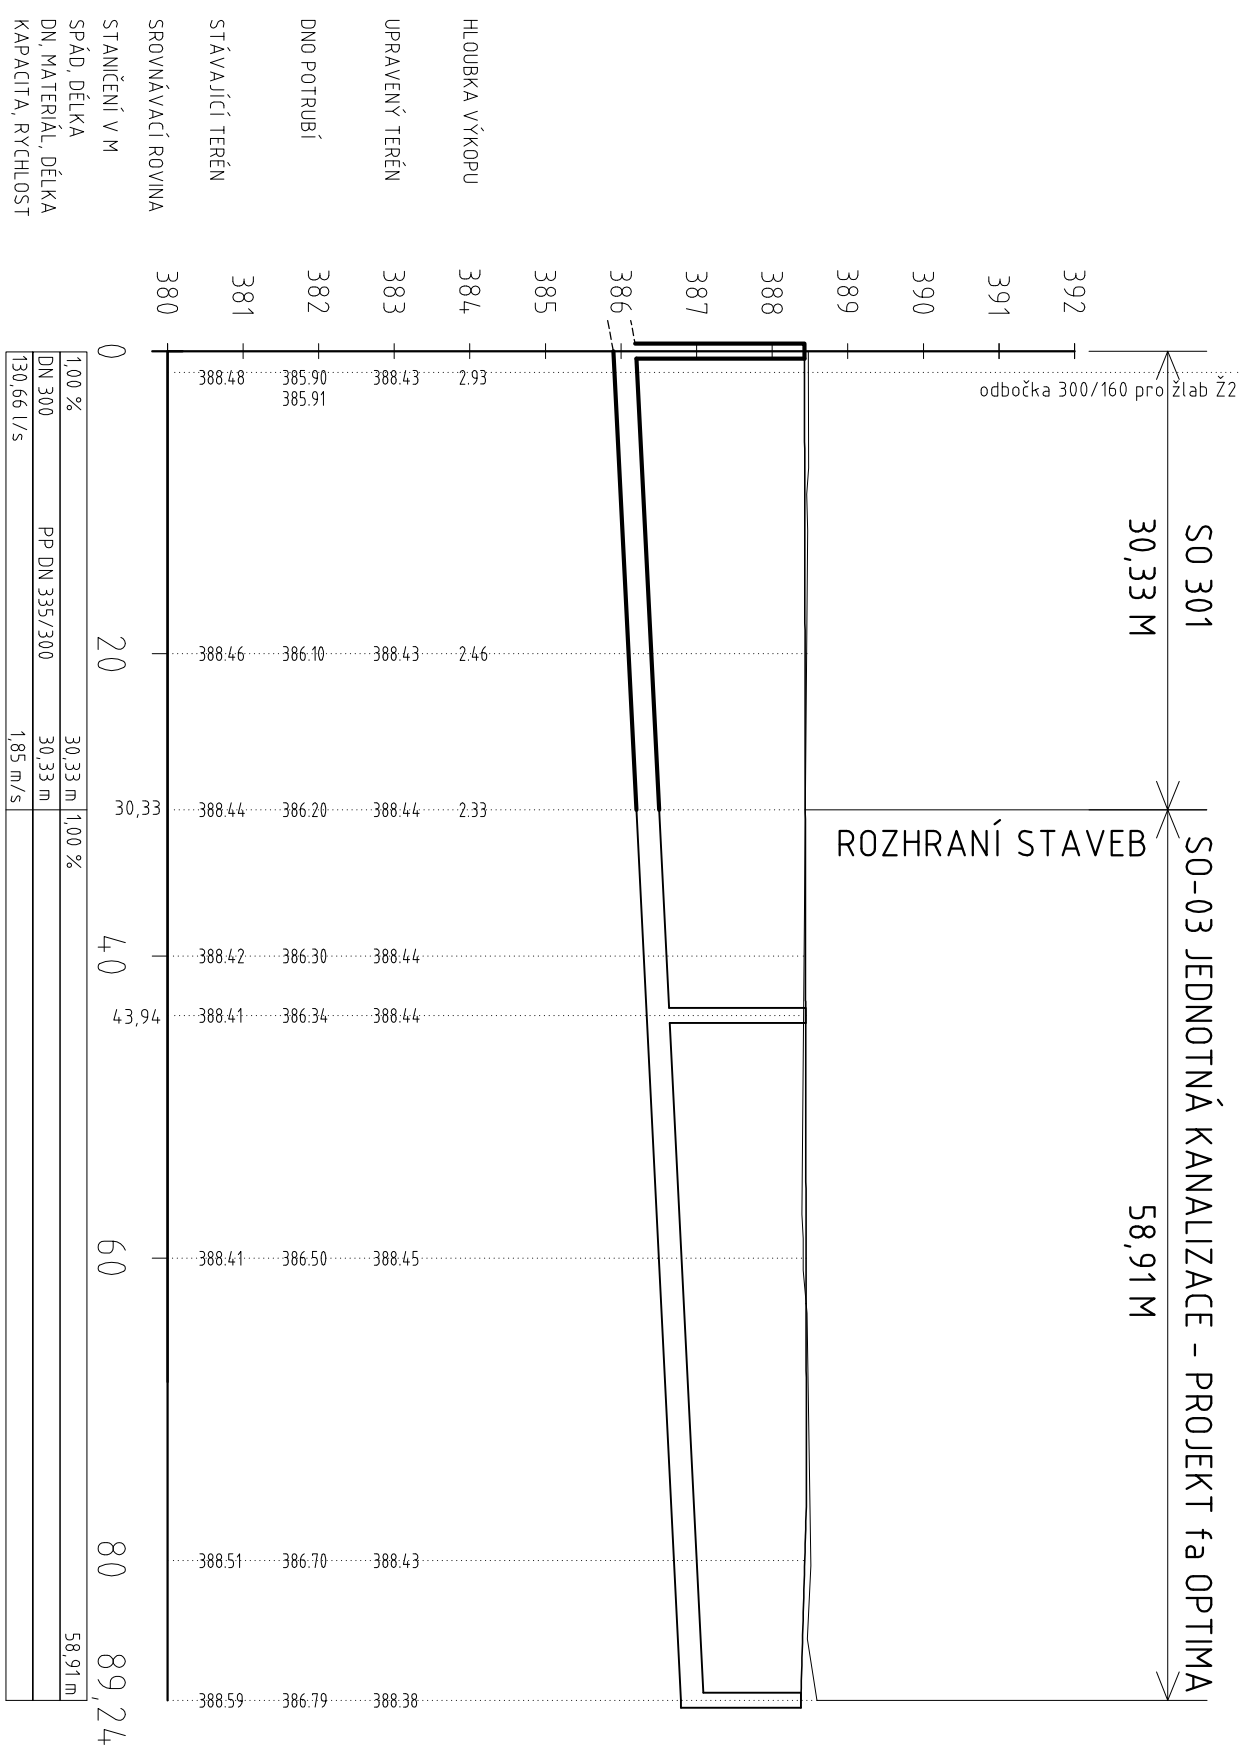 SO 301
30,33 M
SO-03 JEDNOTNÁ KANALIZACE - PROJEKT fa OPTIMA
58,91 M
ROZHRANÍ STAVEB
odbočka 300/160 pro žlab Ž2
392
391
390
389
388
387
386
385
384
383
382
381
380
HLOUBKA VÝKOPU
2.93
2.46
2.33
UPRAVENÝ TERÉN
388.43
388.43
388.44
388.44
388.44
388.45
388.43
388.38
DNO POTRUBÍ
385.90
385.91
386.10
386.20
386.30
386.34
386.50
386.70
386.79
STÁVAJÍCÍ TERÉN
388.48
388.46
388.44
388.42
388.41
388.41
388.51
388.59
SROVNÁVACÍ ROVINA
STANIČENÍ V M
0
20
30,33
40
43,94
60
80
89,24
SPÁD, DÉLKA
1,00 %
30,33 m
1,00 %
58,91 m
DN, MATERIÁL, DÉLKA
DN 300
PP DN 335/300
30,33 m
KAPACITA, RYCHLOST
130,66 l/s
1,85 m/s